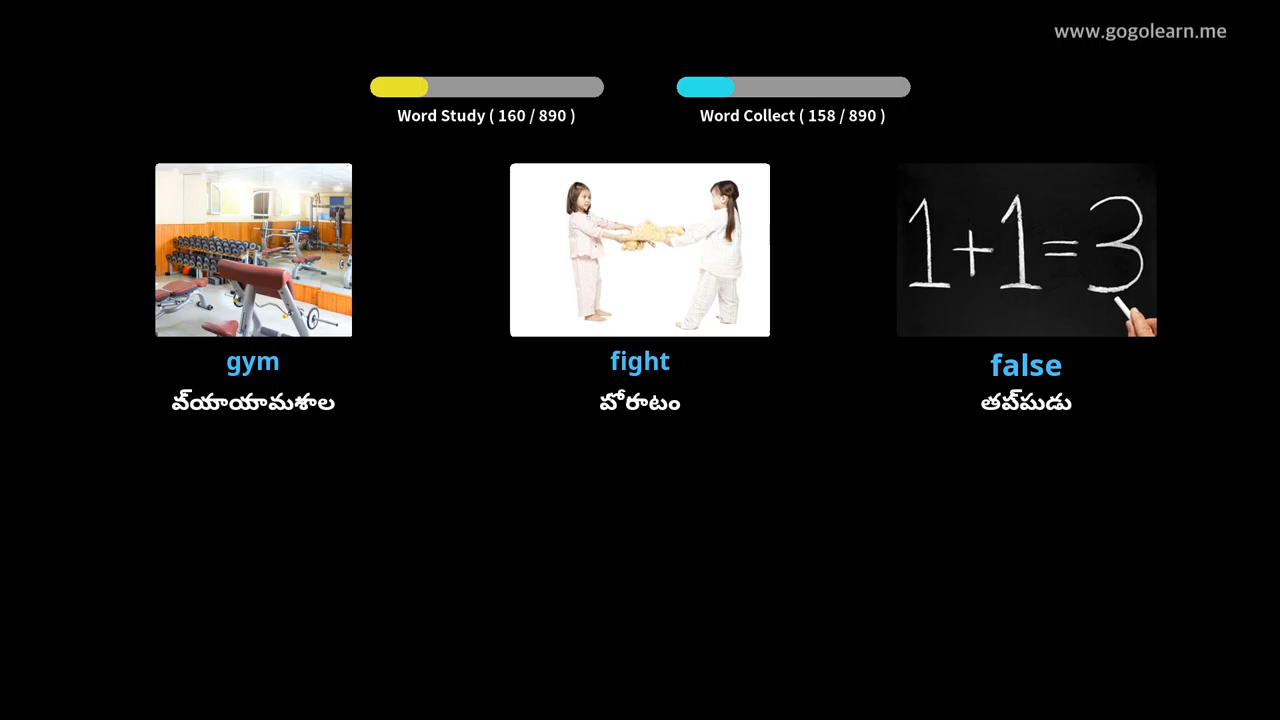 www.gogolearn.me
Word Study ( 160 / 890 )
Word Collect ( 158 / 890 )
1+1=3
gym
fight
false
వ్యాయామశాల
పోరాటం
తప్పుడు